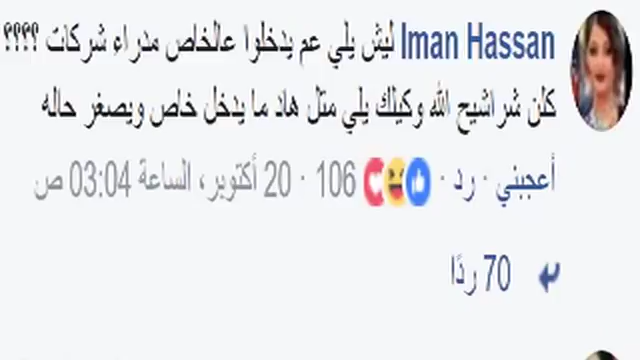 Iman Hassan ليش يلي عم يدخلوا عالخاص مدراء شركات ؟؟؟؟
كلن شراشيح الله وكيلك يلي متل هاد ما يدخل خاص ويصغر حاله
أعجبني · رد · 106 · 20 أكتوبر، الساعة 03:04 ص
70 ردًا